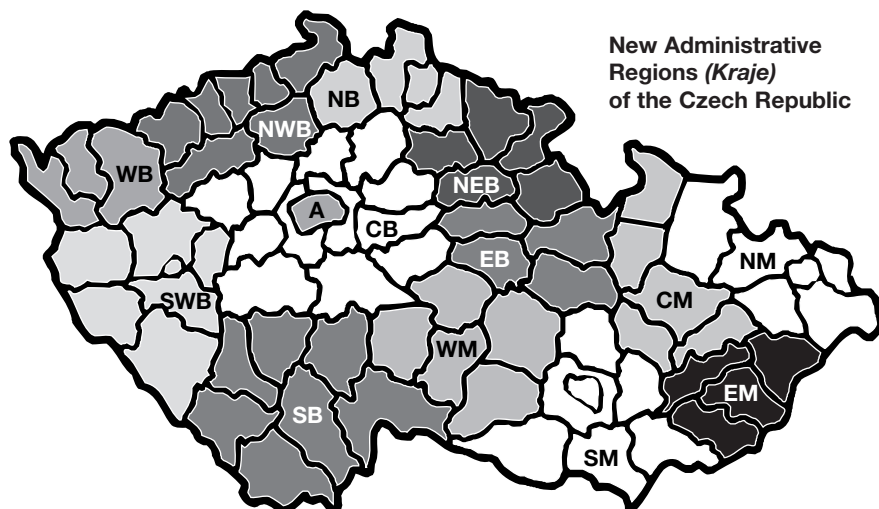 New Administrative
Regions (Kraje)
of the Czech Republic
NB
NWB
WB
NEB
A
CB
EB
NM
SWB
CM
WM
EM
SB
SM